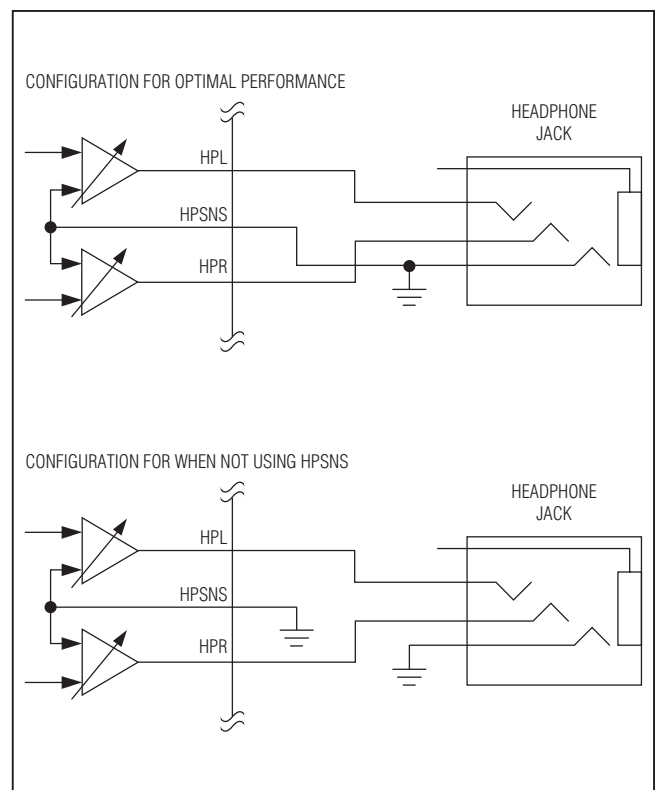 CONFIGURATION FOR OPTIMAL PERFORMANCE
HEADPHONE
JACK
HPL
HPSNS
HPR
CONFIGURATION FOR WHEN NOT USING HPSNS
HEADPHONE
JACK
HPL
HPSNS
HPR